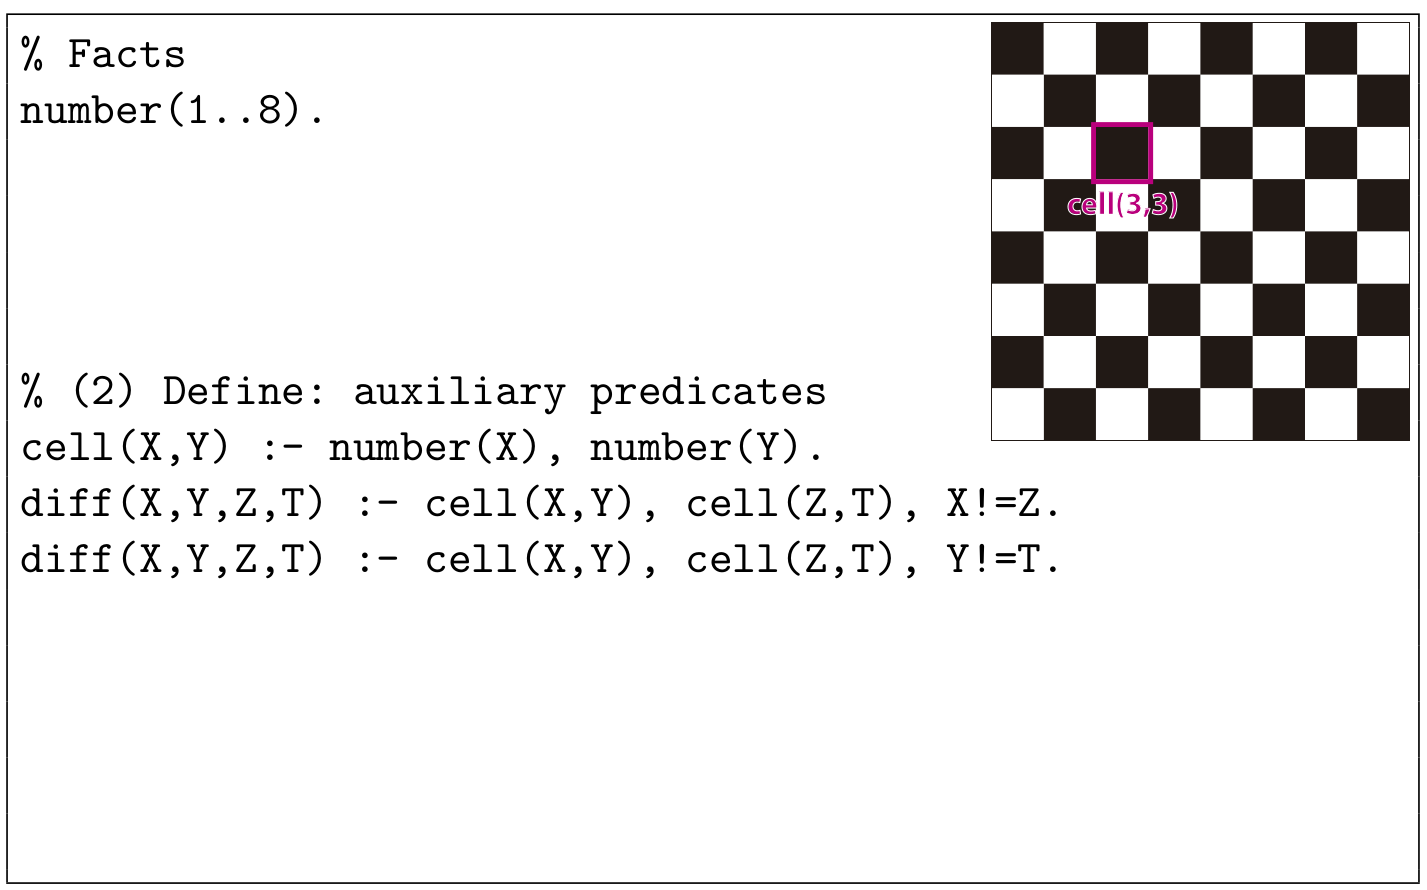 % Facts
number(1..8).
cell(3,3)
% (2) Define: auxiliary predicates
cell(X,Y) :- number(X), number(Y).
diff(X,Y,Z,T) :- cell(X,Y), cell(Z,T), X!=Z.
diff(X,Y,Z,T) :- cell(X,Y), cell(Z,T), Y!=T.